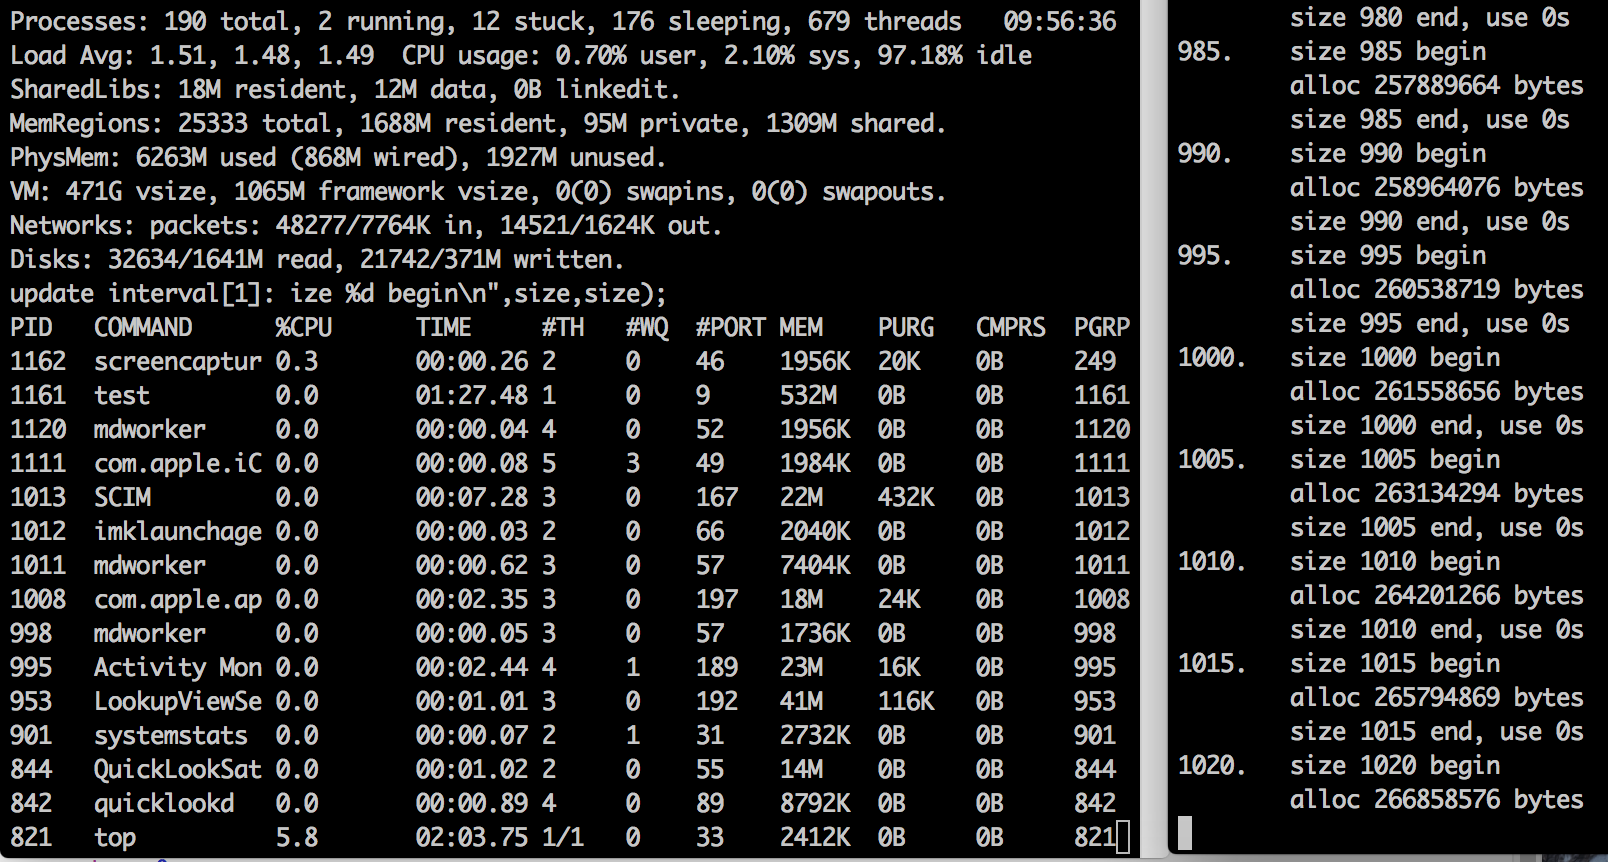 Processes: 190 total, 2 running, 12 stuck, 176 sleeping, 679 threads   09:56:36
Load Avg: 1.51, 1.48, 1.49  CPU usage: 0.70% user, 2.10% sys, 97.18% idle
SharedLibs: 18M resident, 12M data, 0B linkedit.
MemRegions: 25333 total, 1688M resident, 95M private, 1309M shared.
PhysMem: 6263M used (868M wired), 1927M unused.
VM: 471G vsize, 1065M framework vsize, 0(0) swapins, 0(0) swapouts.
Networks: packets: 48277/7764K in, 14521/1624K out.
Disks: 32634/1641M read, 21742/371M written.
update interval[1]: ize %d begin\n",size,size);
PID   COMMAND      %CPU      TIME     #TH   #WQ  #PORT MEM    PURG   CMPRS  PGRP
1162  screencaptur 0.3       00:00.26 2     0    46    1956K  20K    0B     249
1161  test         0.0       01:27.48 1     0    9     532M   0B     0B     1161
1120  mdworker     0.0       00:00.04 4     0    52    1956K  0B     0B     1120
1111  com.apple.iC 0.0       00:00.08 5     3    49    1984K  0B     0B     1111
1013  SCIM         0.0       00:07.28 3     0    167   22M    432K   0B     1013
1012  imklaunchage 0.0       00:00.03 2     0    66    2040K  0B     0B     1012
1011  mdworker     0.0       00:00.62 3     0    57    7404K  0B     0B     1011
1008  com.apple.ap 0.0       00:02.35 3     0    197   18M    24K    0B     1008
998   mdworker     0.0       00:00.05 3     0    57    1736K  0B     0B     998
995   Activity Mon 0.0       00:02.44 4     1    189   23M    16K    0B     995
953   LookupViewSe 0.0       00:01.01 3     0    192   41M    116K   0B     953
901   systemstats  0.0       00:00.07 2     1    31    2732K  0B     0B     901
844   QuickLookSat 0.0       00:01.02 2     0    55    14M    0B     0B     844
842   quicklookd   0.0       00:00.89 4     0    89    8792K  0B     0B     842
821   top          5.8       02:03.75 1/1   0    33    2412K  0B     0B     821
size 980 end, use 0s
985.    size 985 begin
alloc 257889664 bytes
size 985 end, use 0s
990.    size 990 begin
alloc 258964076 bytes
size 990 end, use 0s
995.    size 995 begin
alloc 260538719 bytes
size 995 end, use 0s
1000.   size 1000 begin
alloc 261558656 bytes
size 1000 end, use 0s
1005.   size 1005 begin
alloc 263134294 bytes
size 1005 end, use 0s
1010.   size 1010 begin
alloc 264201266 bytes
size 1010 end, use 0s
1015.   size 1015 begin
alloc 265794869 bytes
size 1015 end, use 0s
1020.   size 1020 begin
alloc 266858576 bytes